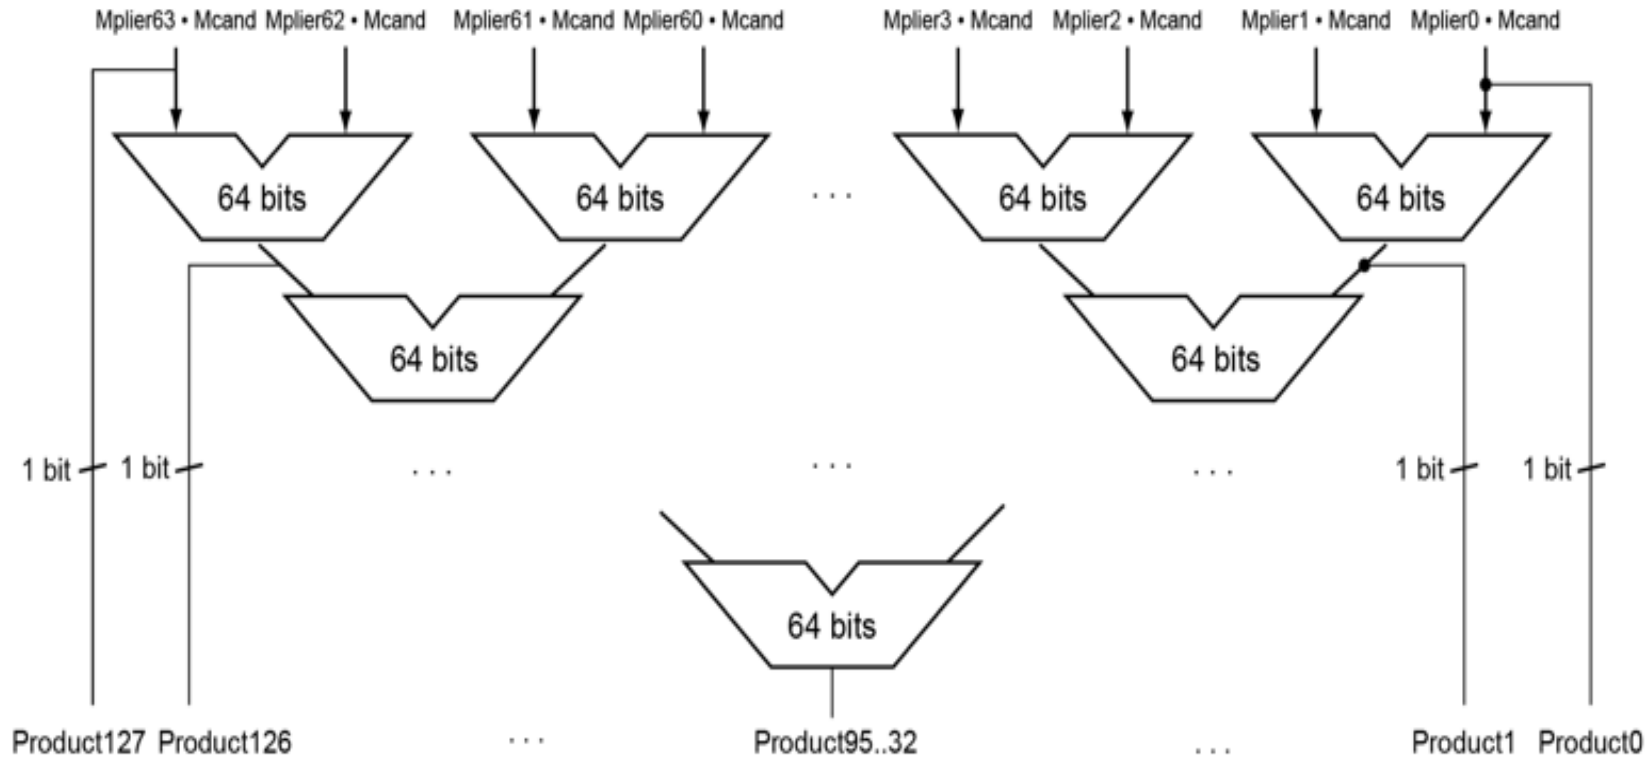 Mplier63 • Mcand Mplier62 • Mcand Mplier61 • Mcand Mplier60 • Mcand Mplier3 • Mcand Mplier2 • Mcand Mplier1 • Mcand Mplier0 • Mcand
64 bits 64 bits . . . 64 bits 64 bits
64 bits 64 bits
1 bit 1 bit . . . . . . . . . 1 bit 1 bit
64 bits
Product127 Product126 . . . Product95..32 . . . Product1 Product0